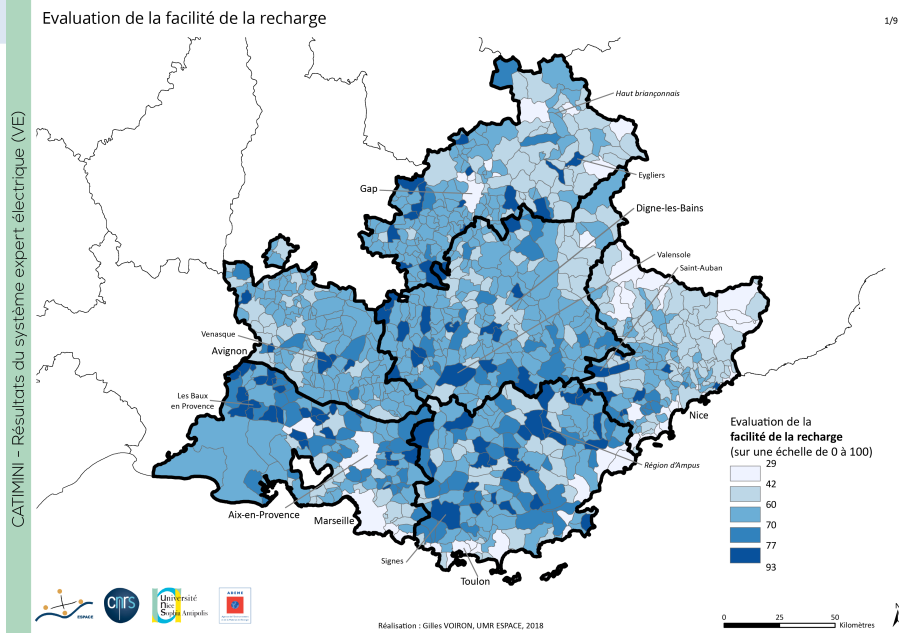 Evaluation de la facilité de la recharge
1/9
CATIMINI – Résultats du système expert électrique (VE)
Haut briançonnais
Eygliers
Gap
Digne-les-Bains
Valensole
Saint-Auban
Venasque
Avignon
Les Baux
en Provence
Nice
Région d'Ampus
Aix-en-Provence
Marseille
Signes
Toulon
Evaluation de la
facilité de la recharge
(sur une échelle de 0 à 100)
29
42
60
70
77
93
ESPACE
cnrs
Université
Nice
Sophia Antipolis
ADEME
Réalisation : Gilles VOIRON, UMR ESPACE, 2018
0 25 50
Kilomètres
N